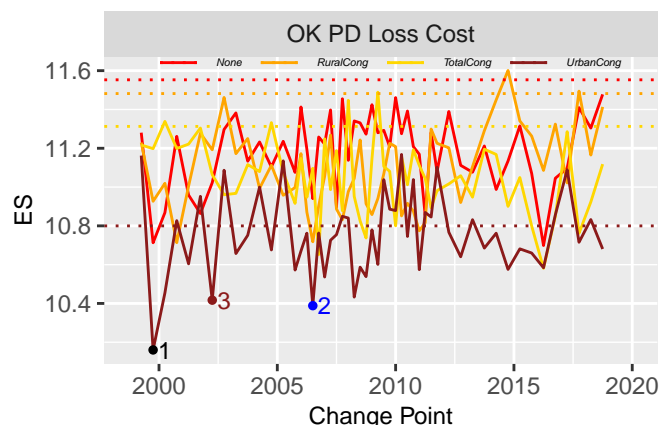 OK PD Loss Cost
None RuralCong TotalCong UrbanCong
11.6
11.2
10.8
10.4
ES
1
3
2
2000 2005 2010 2015 2020
Change Point